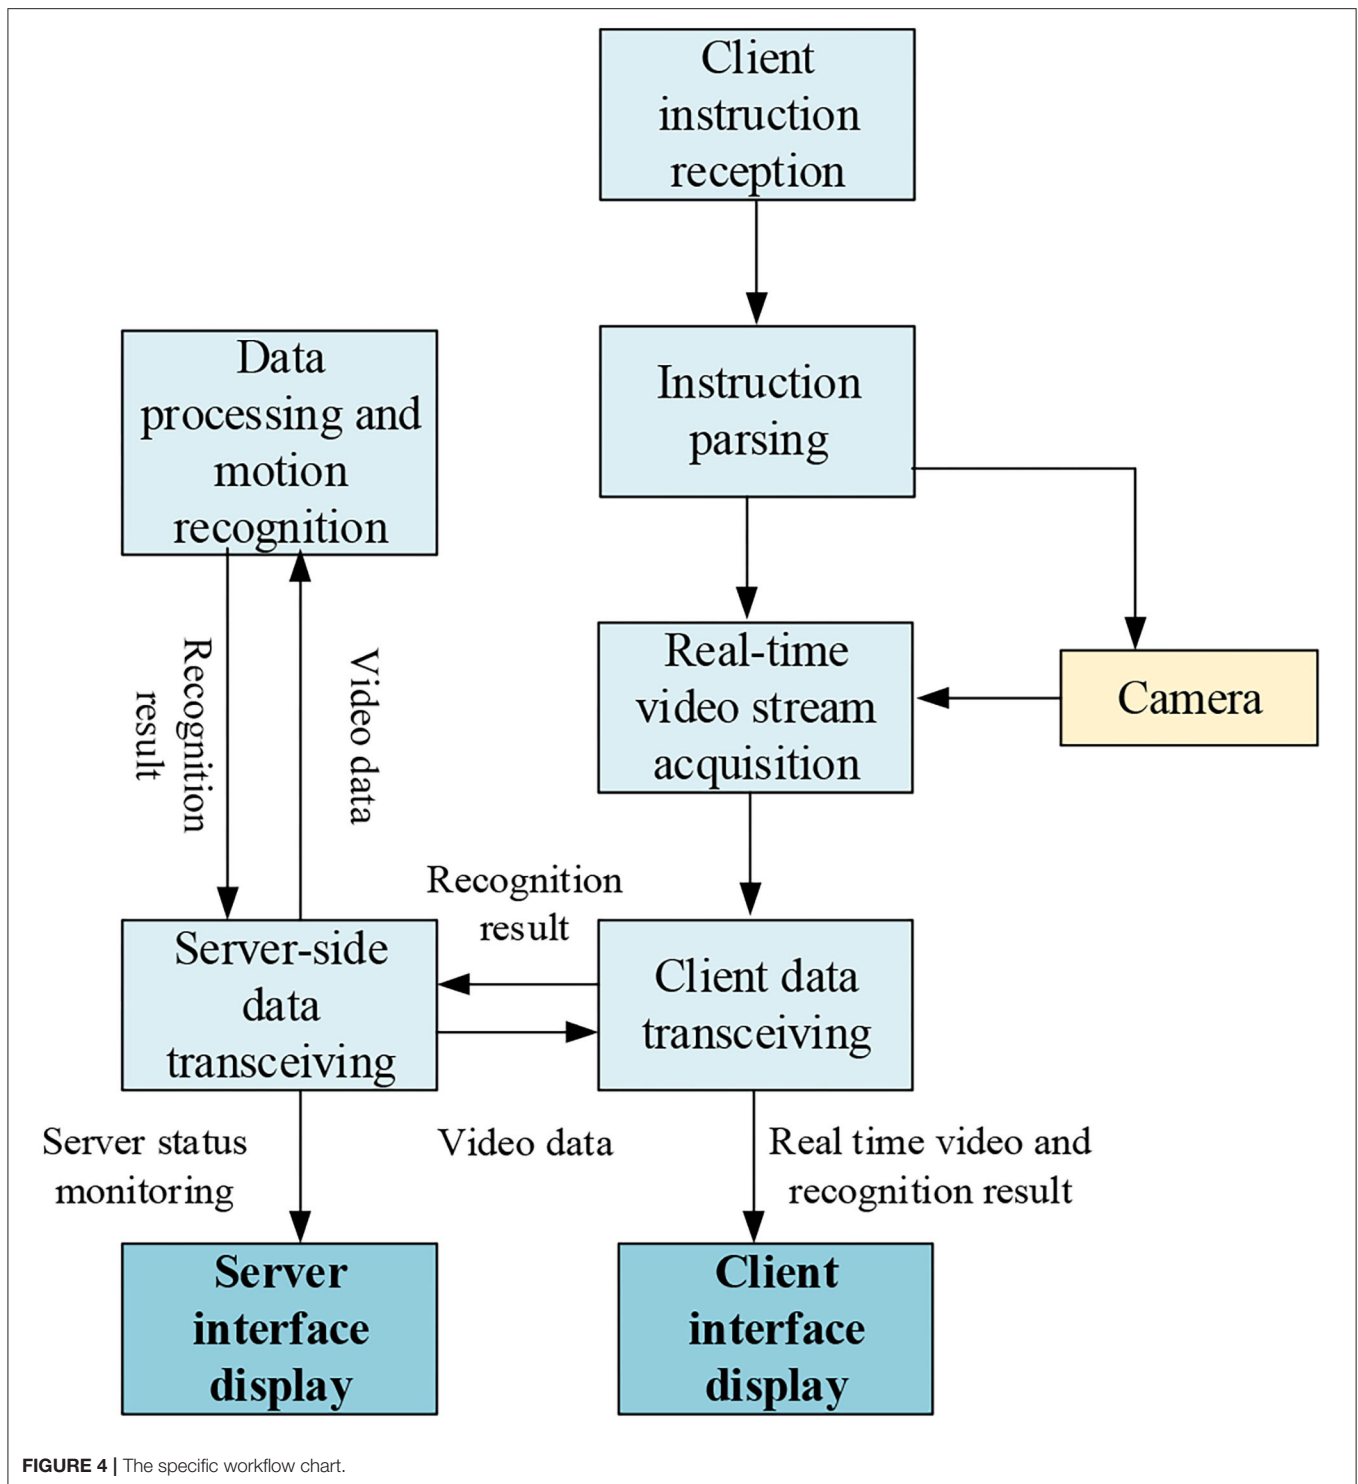 Client
instruction
reception
Instruction
parsing
Data
processing and
motion
recognition
Real-time
video stream
acquisition
Camera
Recognition
result
Video data
Recognition
result
Server-side
data
transceiving
Client data
transceiving
Server status
monitoring
Video data
Real time video and
recognition result
Server
interface
display
Client
interface
display
FIGURE 4 | The specific workflow chart.